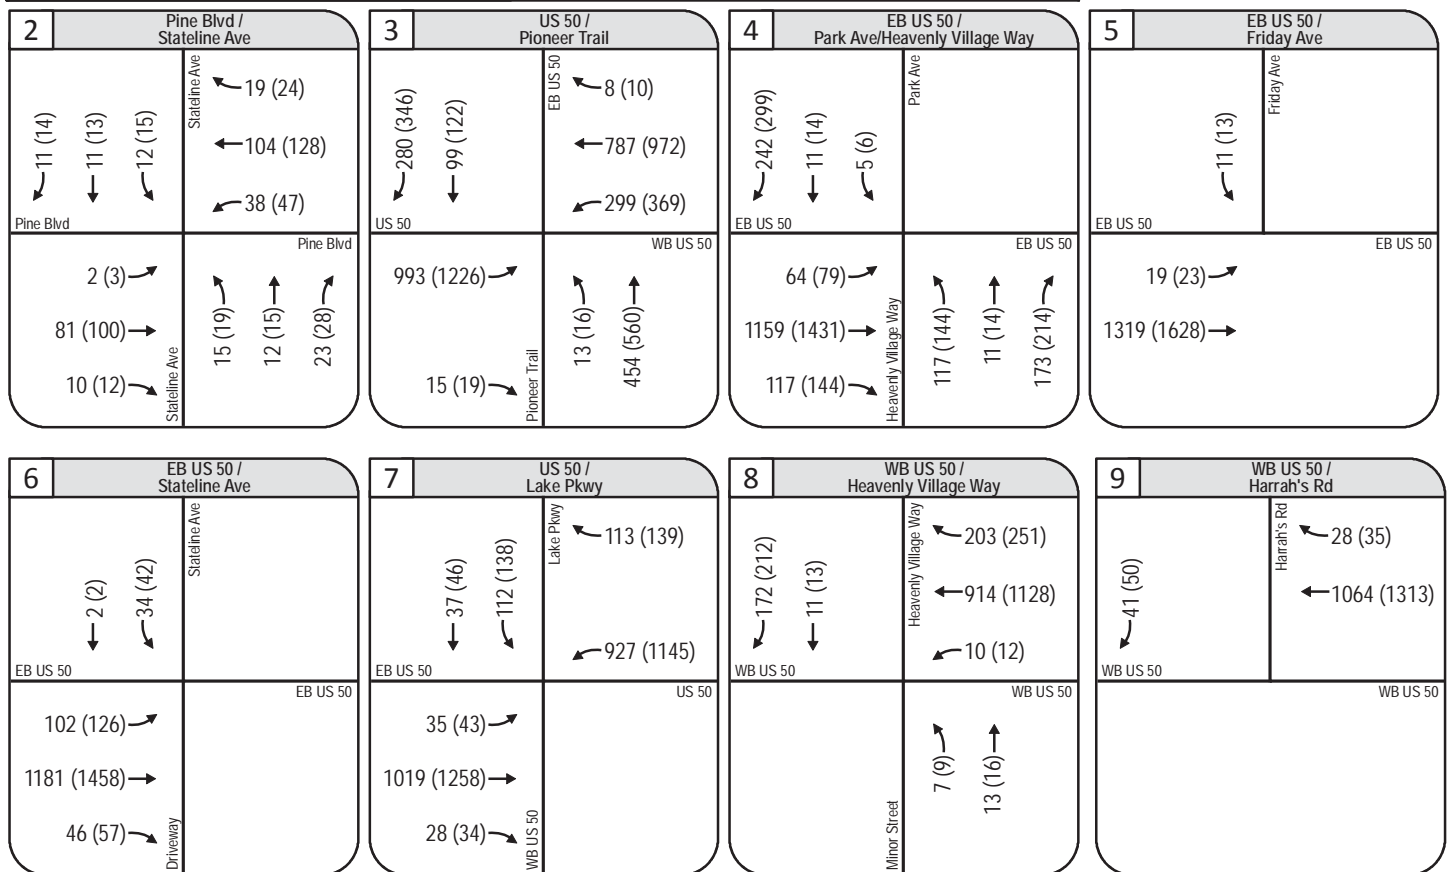 2
Pine Blvd /
Stateline Ave
11 (14)
11 (13)
12 (15)
Stateline Ave
19 (24)
104 (128)
38 (47)
Pine Blvd
Pine Blvd
2 (3)
81 (100)
10 (12)
Stateline Ave
15 (19)
12 (15)
23 (28)
3
US 50 /
Pioneer Trail
280 (346)
99 (122)
EB US 50
8 (10)
787 (972)
299 (369)
US 50
WB US 50
993 (1226)
15 (19)
Pioneer Trail
13 (16)
454 (560)
4
EB US 50 /
Park Ave/Heavenly Village Way
242 (299)
11 (14)
5 (6)
Park Ave
EB US 50
EB US 50
64 (79)
1159 (1431)
117 (144)
Heavenly Village Way
117 (144)
11 (14)
173 (214)
5
EB US 50 /
Friday Ave
11 (13)
Friday Ave
EB US 50
EB US 50
19 (23)
1319 (1628)
6
EB US 50 /
Stateline Ave
2 (2)
34 (42)
Stateline Ave
EB US 50
EB US 50
102 (126)
1181 (1458)
46 (57)
Driveway
7
US 50 /
Lake Pkwy
37 (46)
112 (138)
Lake Pkwy
113 (139)
927 (1145)
EB US 50
US 50
35 (43)
1019 (1258)
28 (34)
WB US 50
8
WB US 50 /
Heavenly Village Way
172 (212)
11 (13)
Heavenly Village Way
203 (251)
914 (1128)
10 (12)
WB US 50
WB US 50
Minor Street
7 (9)
13 (16)
9
WB US 50 /
Harrah's Rd
41 (50)
Harrah's Rd
28 (35)
1064 (1313)
WB US 50
WB US 50